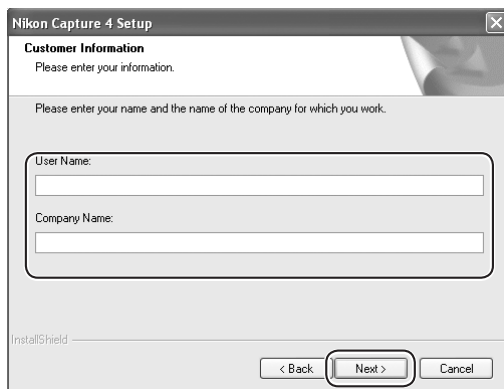 Nikon Capture 4 Setup
Customer Information
Please enter your information.
Please enter your name and the name of the company for which you work.
User Name:
Company Name:
InstallShield
< Back
Next >
Cancel